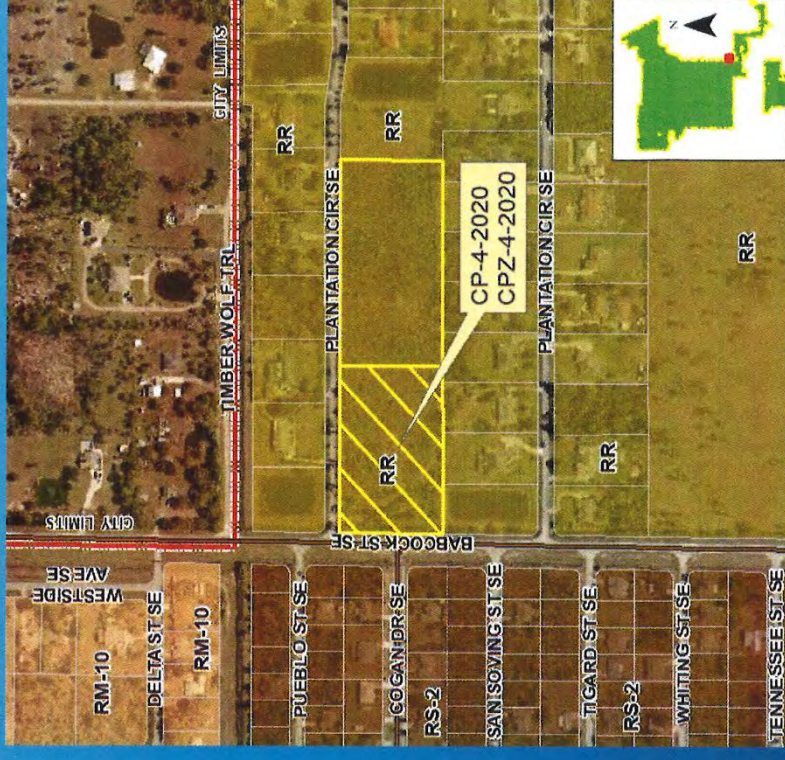 CITY LIMITS
TIMBER WOLF TRL
CITY LIMITS
WESTSIDE
AVE SE
RM-10
DELTA ST SE
RM-10
RR
PLANTATION CIR SE
RR
CP-4-2020
CPZ-4-2020
RR
BABCOCK ST SE
PUEBLO ST SE
COGAN DR SE
RS-2
SAN SOVING ST SE
PLANTATION CIR SE
TIGARD ST SE
RS-2
RR
WHITING ST SE
RR
TENNESSEE ST SE
N